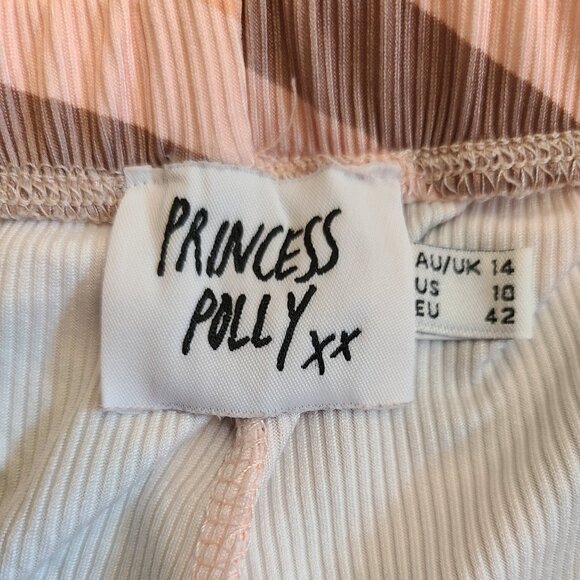 PRINCESS
POLLY xx
AU/UK 14
US 10
EU 42